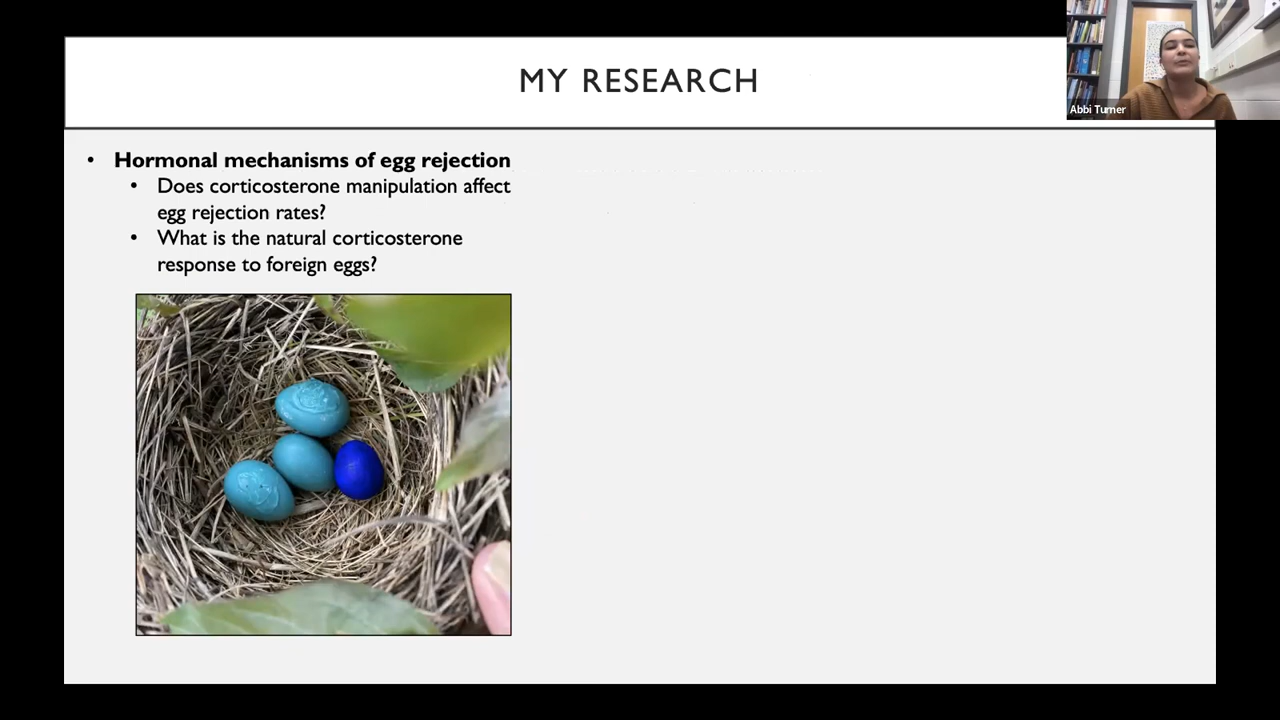 MY RESEARCH
Abbi Turner
• Hormonal mechanisms of egg rejection
• Does corticosterone manipulation affect
egg rejection rates?
• What is the natural corticosterone
response to foreign eggs?